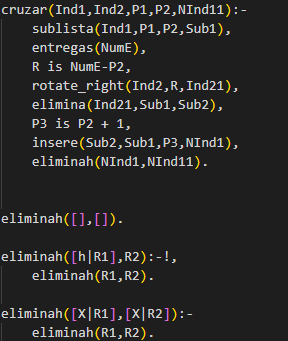 cruzar(Ind1,Ind2,P1,P2,NInd11):-
sublista(Ind1,P1,P2,Sub1),
entregas(NumE),
R is NumE-P2,
rotate_right(Ind2,R,Ind21),
elimina(Ind21,Sub1,Sub2),
P3 is P2 + 1,
insere(Sub2,Sub1,P3,NInd1),
eliminah(NInd1,NInd11).
eliminah([],[]).
eliminah([h|R1],R2):-!,
eliminah(R1,R2).
eliminah([X|R1],[X|R2]):-
eliminah(R1,R2).